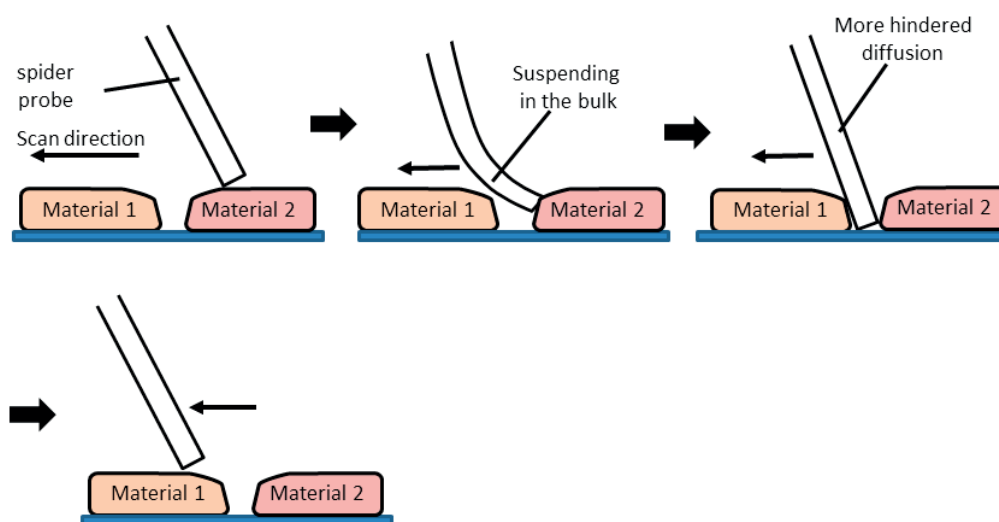 spider
probe
Scan direction
Material 1
Material 2
Suspending
in the bulk
Material 1
Material 2
More hindered
diffusion
Material 1
Material 2
Material 1
Material 2